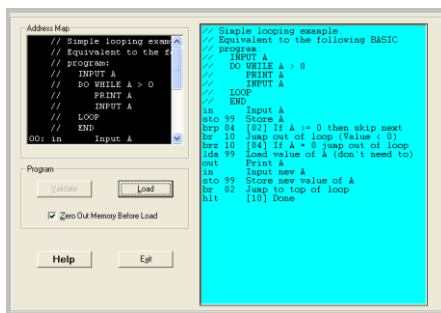 Address Map
// Simple looping exam
// Equivalent to the f
// program:
// INPUT A
// DO WHILE A > 0
// PRINT A
// INPUT A
// LOOP
// END
00: in Input A
Program
Validate
Load
Zero Out Memory Before Load
Help
Exit
// Simple looping example.
// Equivalent to the following BASIC
// program:
// INPUT A
// DO WHILE A > 0
// PRINT A
// INPUT A
// LOOP
// END
in Input A
sto 99 Store A
brp 04 [02] If A >= 0 then skip next
br 10 Jump out of loop (Value < 0)
brz 10 [04] If A = 0 jump out of loop
lda 99 Load value of A (don't need to)
out Print A
in Input new A
sto 99 Store new value of A
br 02 Jump to top of loop
hlt [10] Done